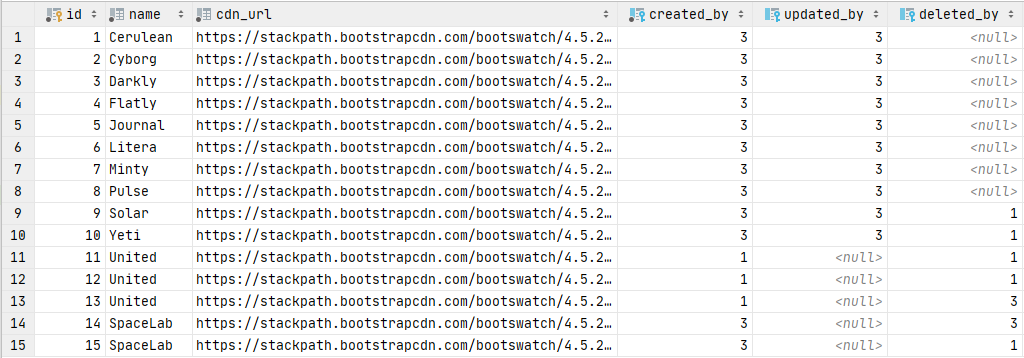 id name cdn_url created_by updated_by deleted_by
1 1 Cerulean https://stackpath.bootstrapcdn.com/bootswatch/4.5.2… 3 3 <null>
2 2 Cyborg https://stackpath.bootstrapcdn.com/bootswatch/4.5.2… 3 3 <null>
3 3 Darkly https://stackpath.bootstrapcdn.com/bootswatch/4.5.2… 3 3 <null>
4 4 Flatly https://stackpath.bootstrapcdn.com/bootswatch/4.5.2… 3 3 <null>
5 5 Journal https://stackpath.bootstrapcdn.com/bootswatch/4.5.2… 3 3 <null>
6 6 Litera https://stackpath.bootstrapcdn.com/bootswatch/4.5.2… 3 3 <null>
7 7 Minty https://stackpath.bootstrapcdn.com/bootswatch/4.5.2… 3 3 <null>
8 8 Pulse https://stackpath.bootstrapcdn.com/bootswatch/4.5.2… 3 3 <null>
9 9 Solar https://stackpath.bootstrapcdn.com/bootswatch/4.5.2… 3 3 1
10 10 Yeti https://stackpath.bootstrapcdn.com/bootswatch/4.5.2… 3 3 1
11 11 United https://stackpath.bootstrapcdn.com/bootswatch/4.5.2… 1 <null> 1
12 12 United https://stackpath.bootstrapcdn.com/bootswatch/4.5.2… 1 <null> 1
13 13 United https://stackpath.bootstrapcdn.com/bootswatch/4.5.2… 1 <null> 3
14 14 SpaceLab https://stackpath.bootstrapcdn.com/bootswatch/4.5.2… 3 <null> 3
15 15 SpaceLab https://stackpath.bootstrapcdn.com/bootswatch/4.5.2… 3 <null> 1